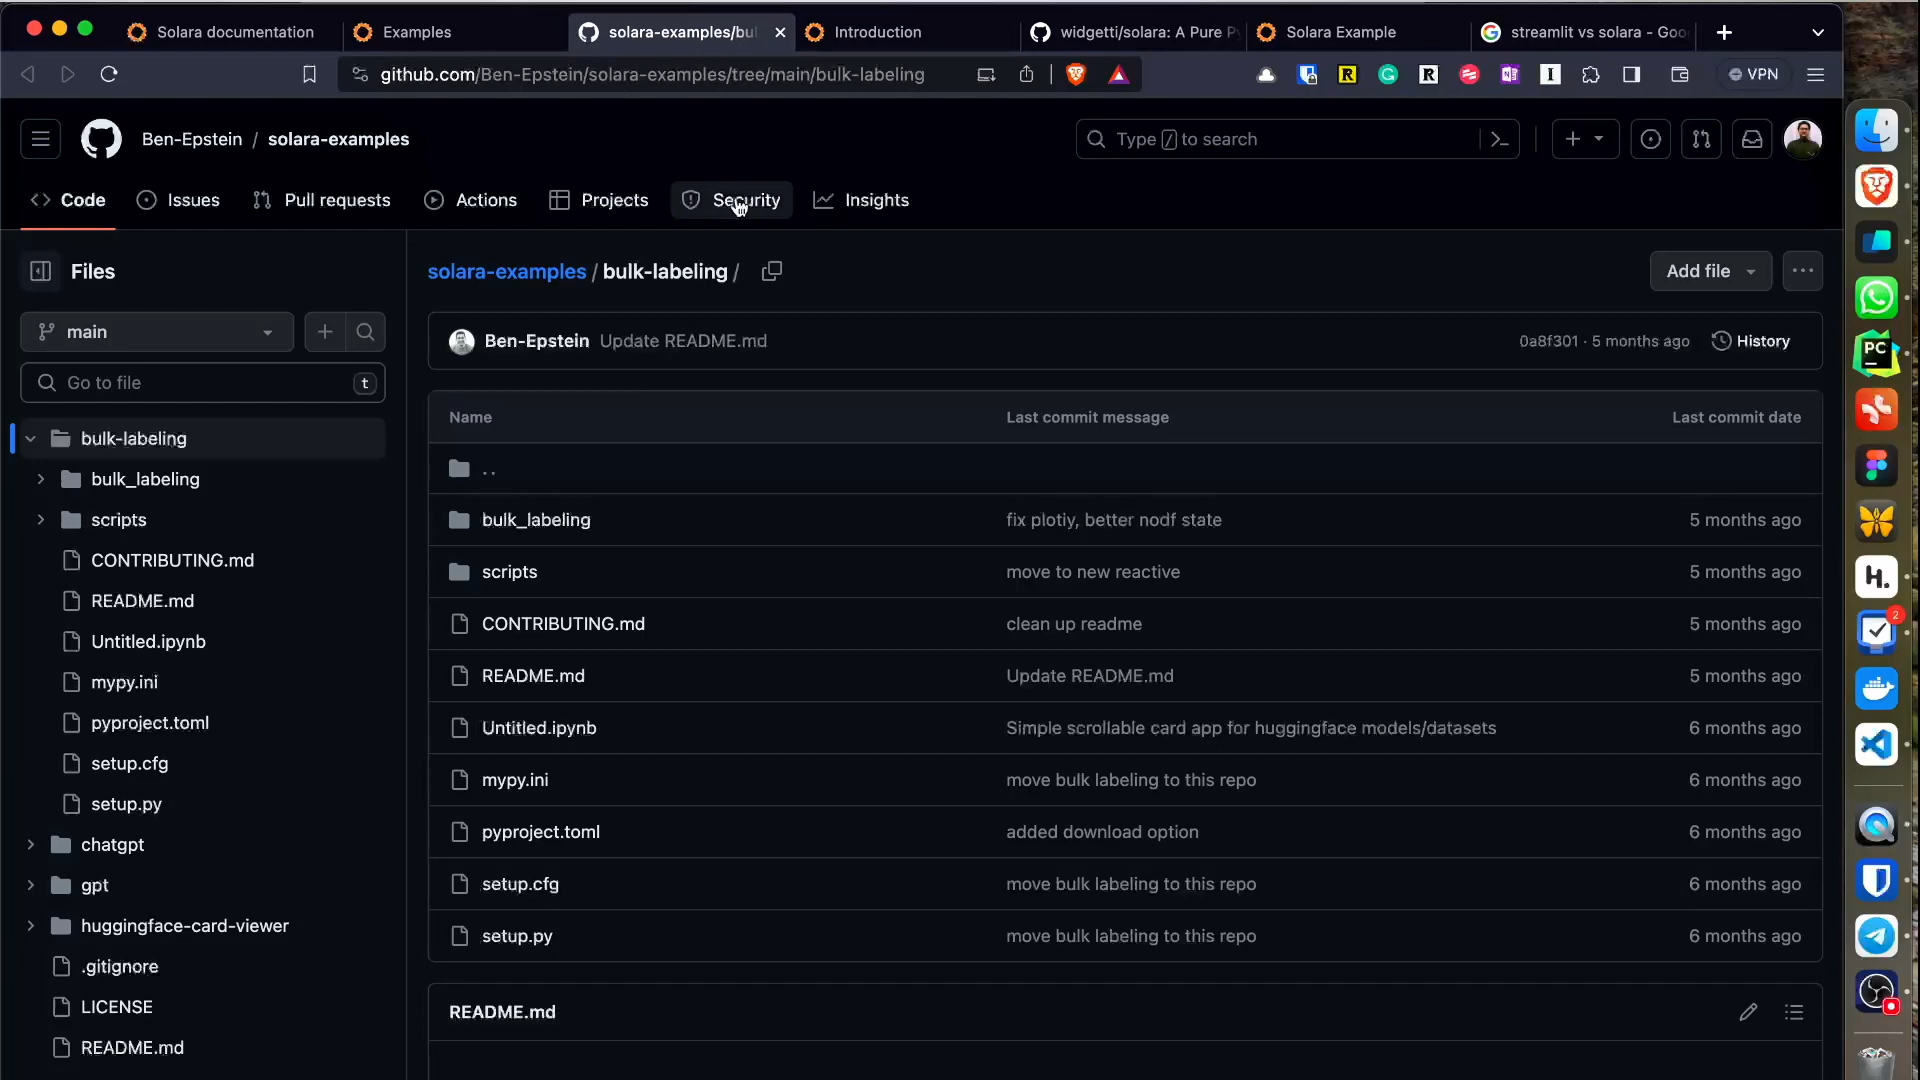 Solara documentation
Examples
solara-examples/bu
Introduction
widgetti/solara: A Pure P
Solara Example
streamlit vs solara - Goo
github.com/Ben-Epstein/solara-examples/tree/main/bulk-labeling
VPN
Ben-Epstein / solara-examples
Type / to search
Code
Issues
Pull requests
Actions
Projects
Security
Insights
Files
solara-examples / bulk-labeling /
Add file
main
Ben-Epstein Update README.md
0a8f301 · 5 months ago
History
Go to file
t
Name
Last commit message
Last commit date
bulk-labeling
bulk_labeling
scripts
CONTRIBUTING.md
README.md
Untitled.ipynb
mypy.ini
pyproject.toml
setup.cfg
setup.py
chatgpt
gpt
huggingface-card-viewer
.gitignore
LICENSE
README.md
..
bulk_labeling fix plotly, better nodf state 5 months ago
scripts move to new reactive 5 months ago
CONTRIBUTING.md clean up readme 5 months ago
README.md Update README.md 5 months ago
Untitled.ipynb Simple scrollable card app for huggingface models/datasets 6 months ago
mypy.ini move bulk labeling to this repo 6 months ago
pyproject.toml added download option 6 months ago
setup.cfg move bulk labeling to this repo 6 months ago
setup.py move bulk labeling to this repo 6 months ago
README.md
PC
H.
2